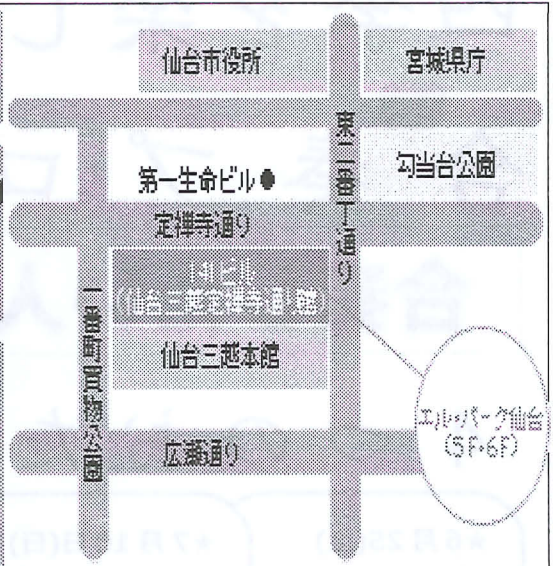 仙台市役所
宮城県庁
東二番丁通り
勾当台公園
第一生命ビル●
定禅寺通り
141ビル
(仙台三越定禅寺通り館)
一番町買物公園
仙台三越本館
エル・パーク仙台
(5F・6F)
広瀬通り